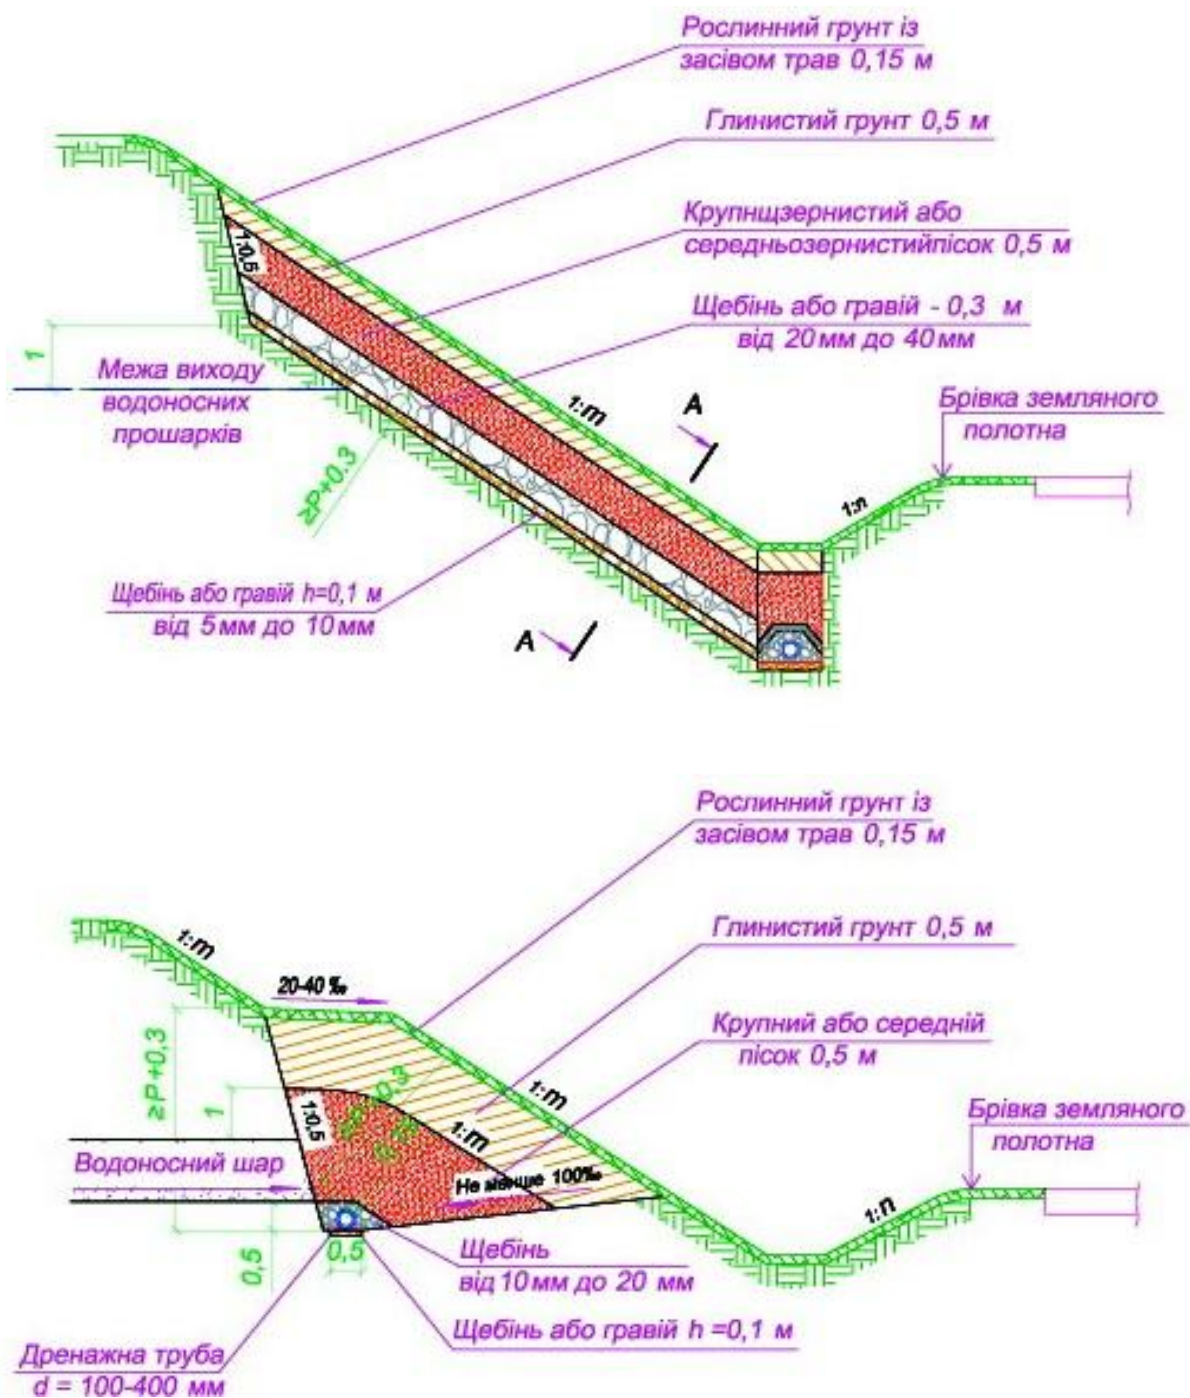 Рослинний грунт із
засівом трав 0,15 м
Глинистий грунт 0,5 м
Крупнщзернистий або
середньозернистийпісок 0,5 м
1:0,5
Щебінь або гравій - 0,3 м
від 20 мм до 40 мм
1
Межа виходу
водоносних
прошарків
1:m
А
Брівка земляного
полотна
≥P+0.3
1:n
Щебінь або гравій h=0,1 м
від 5 мм до 10 мм
А
Рослинний грунт із
засівом трав 0,15 м
Глинистий грунт 0,5 м
1:m
20-40 ‰
Крупний або середній
пісок 0,5 м
≥P+0,3
1
1:0,5
1:m
1:m
Брівка земляного
полотна
Водоносний шар
Не менше 100‰
1:n
0,5
0,5
Щебінь
від 10 мм до 20 мм
Щебінь або гравій h =0,1 м
Дренажна труба
d = 100-400 мм